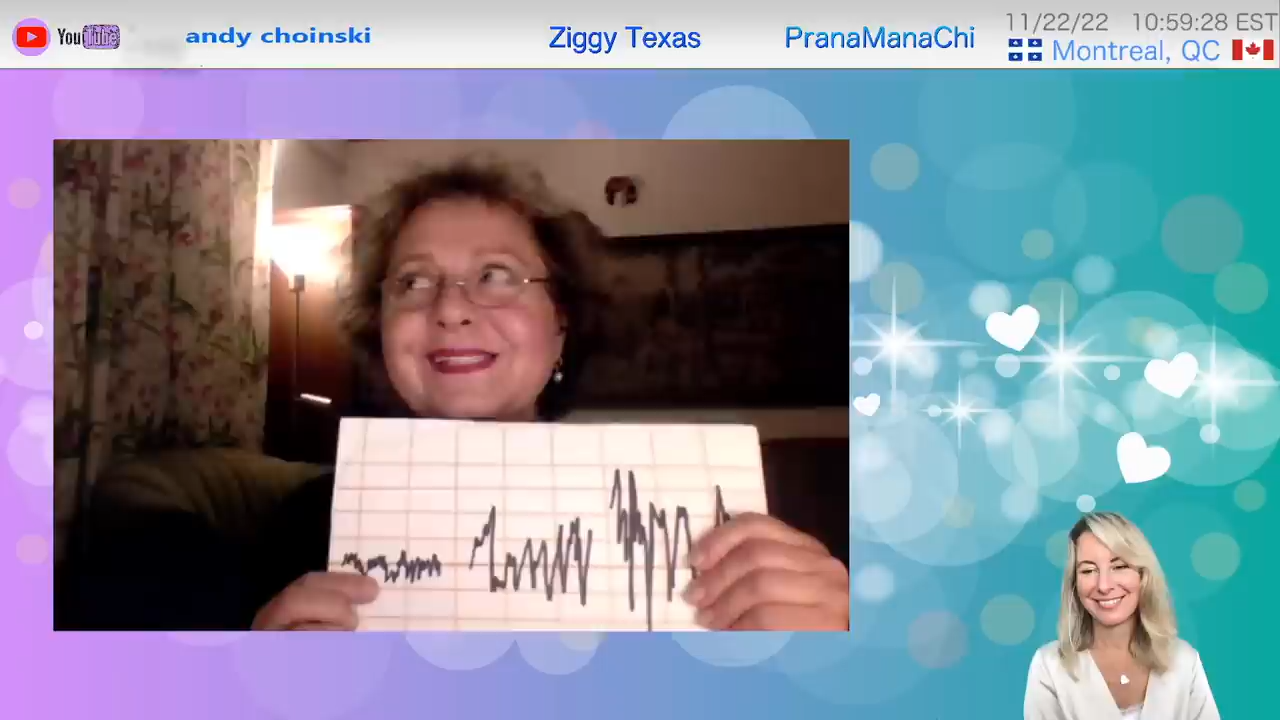 YouTube
andy choinski
Ziggy Texas
PranaManaChi
11/22/22 10:59:28 EST
Montreal, QC